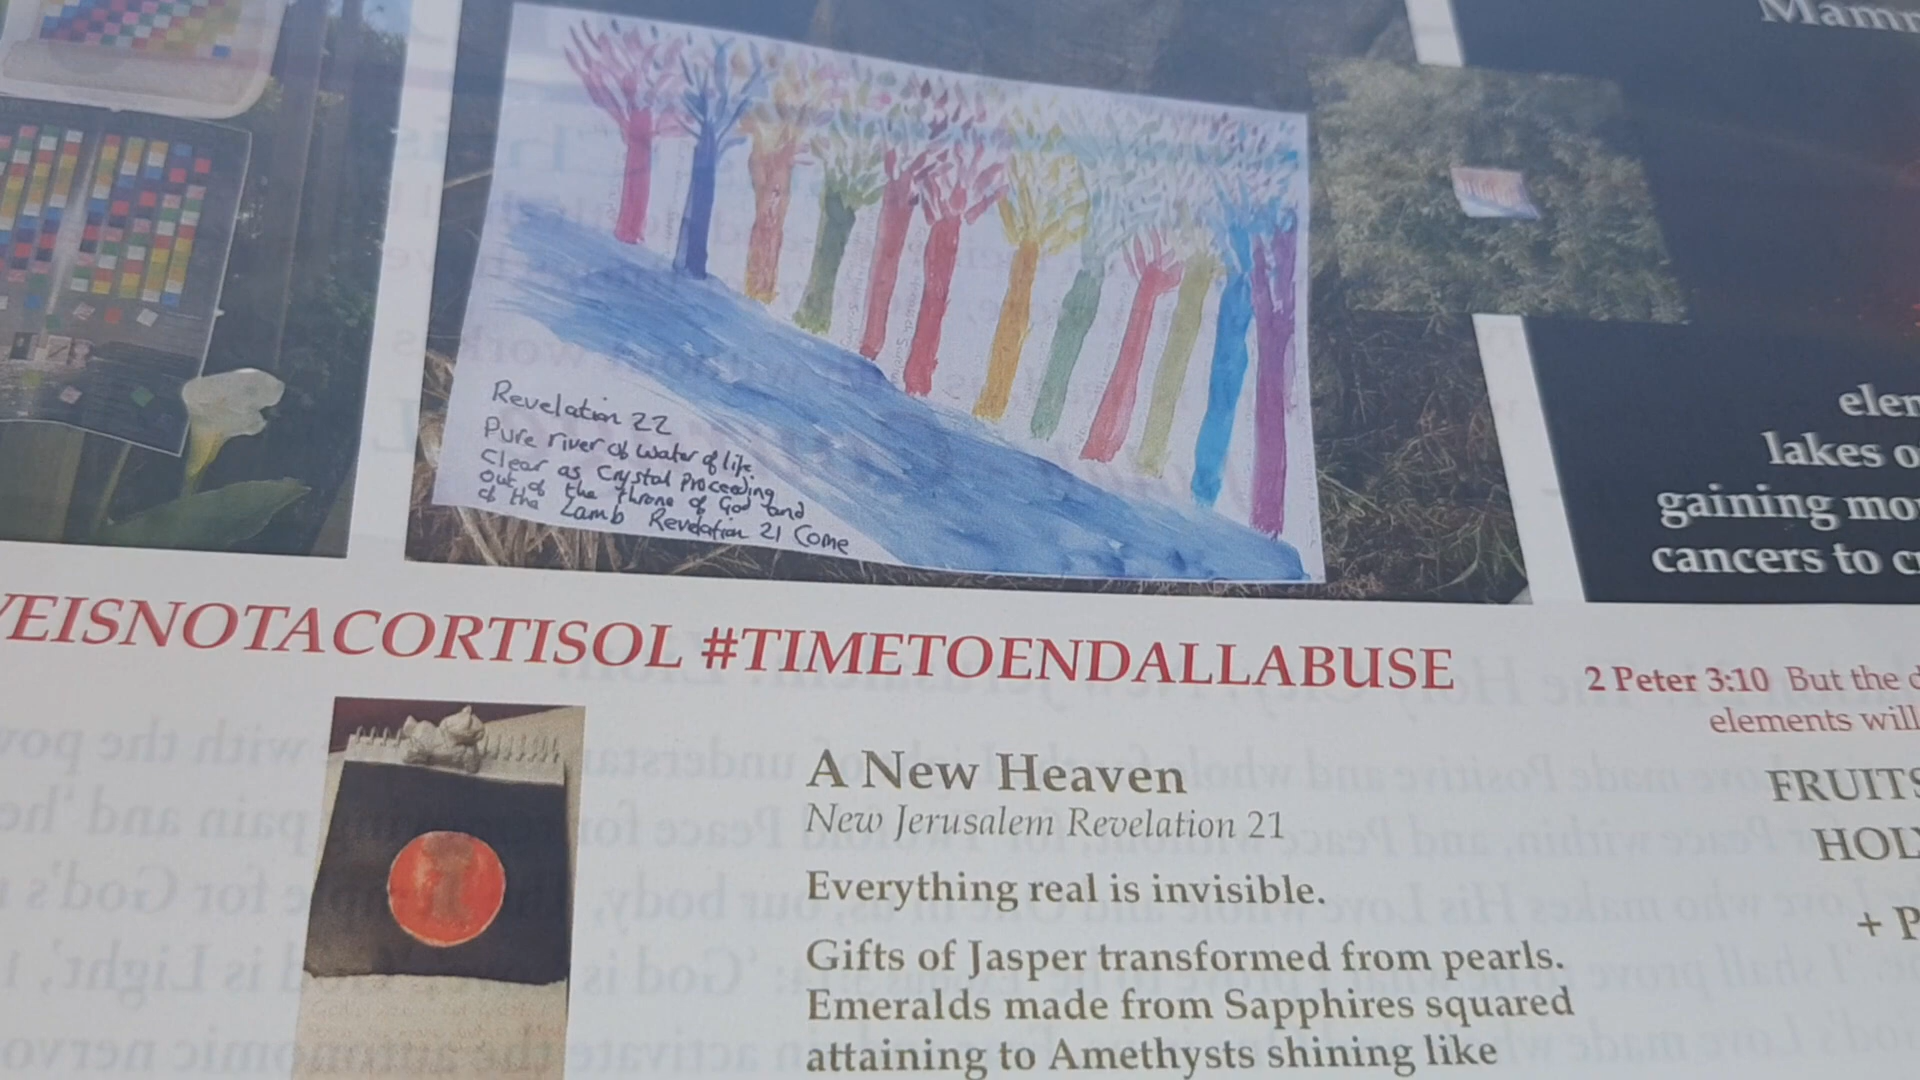 Mamm
Revelation 22
Pure river of water of life
Clear as Crystal Proceeding
out of the throne of God and
of the Lamb Revelation 21 Come
elem
lakes o
gaining mo
cancers to c
VEISNOTACORTISOL #TIMETOENDALLABUSE
2 Peter 3:10 But the d
elements will
A New Heaven
New Jerusalem Revelation 21
Everything real is invisible.
Gifts of Jasper transformed from pearls.
Emeralds made from Sapphires squared
attaining to Amethysts shining like
FRUITS
HOL
+ P